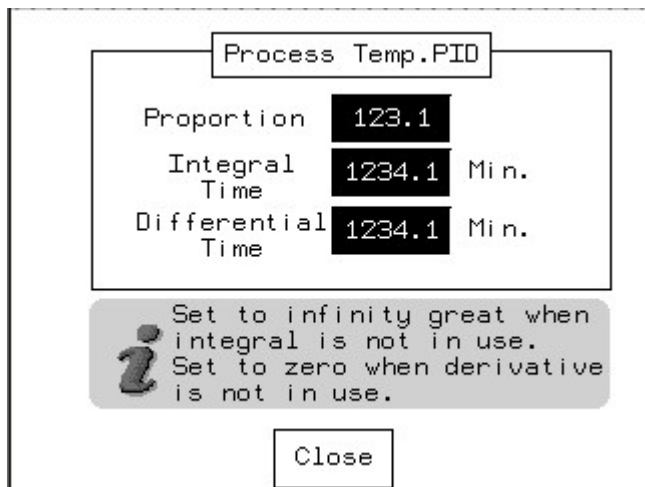 Process Temp.PID
Proportion 123.1
Integral Time 1234.1 Min.
Differential Time 1234.1 Min.
Set to infinity great when
integral is not in use.
Set to zero when derivative
is not in use.
Close